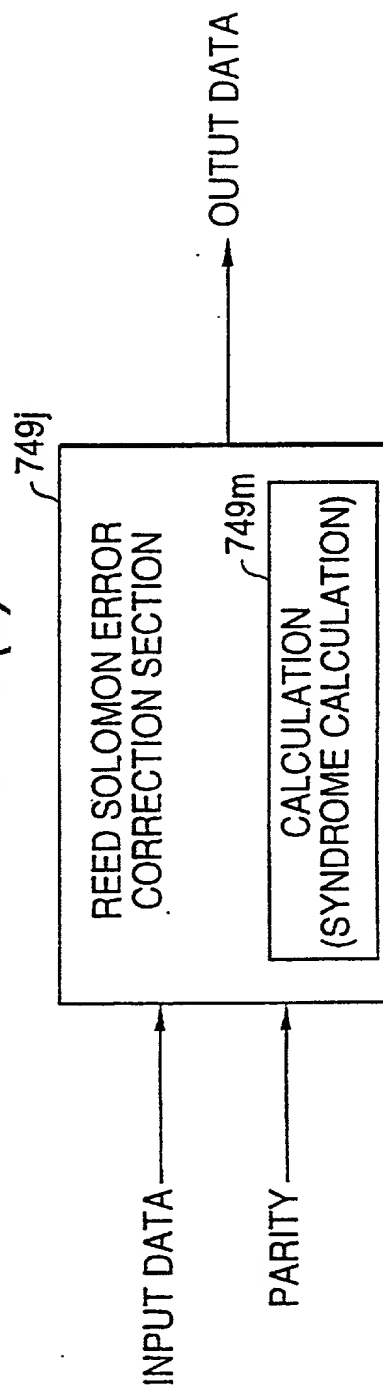 749j
REED SOLOMON ERROR
CORRECTION SECTION
749m
CALCULATION
(SYNDROME CALCULATION)
INPUT DATA
PARITY
OUTUT DATA